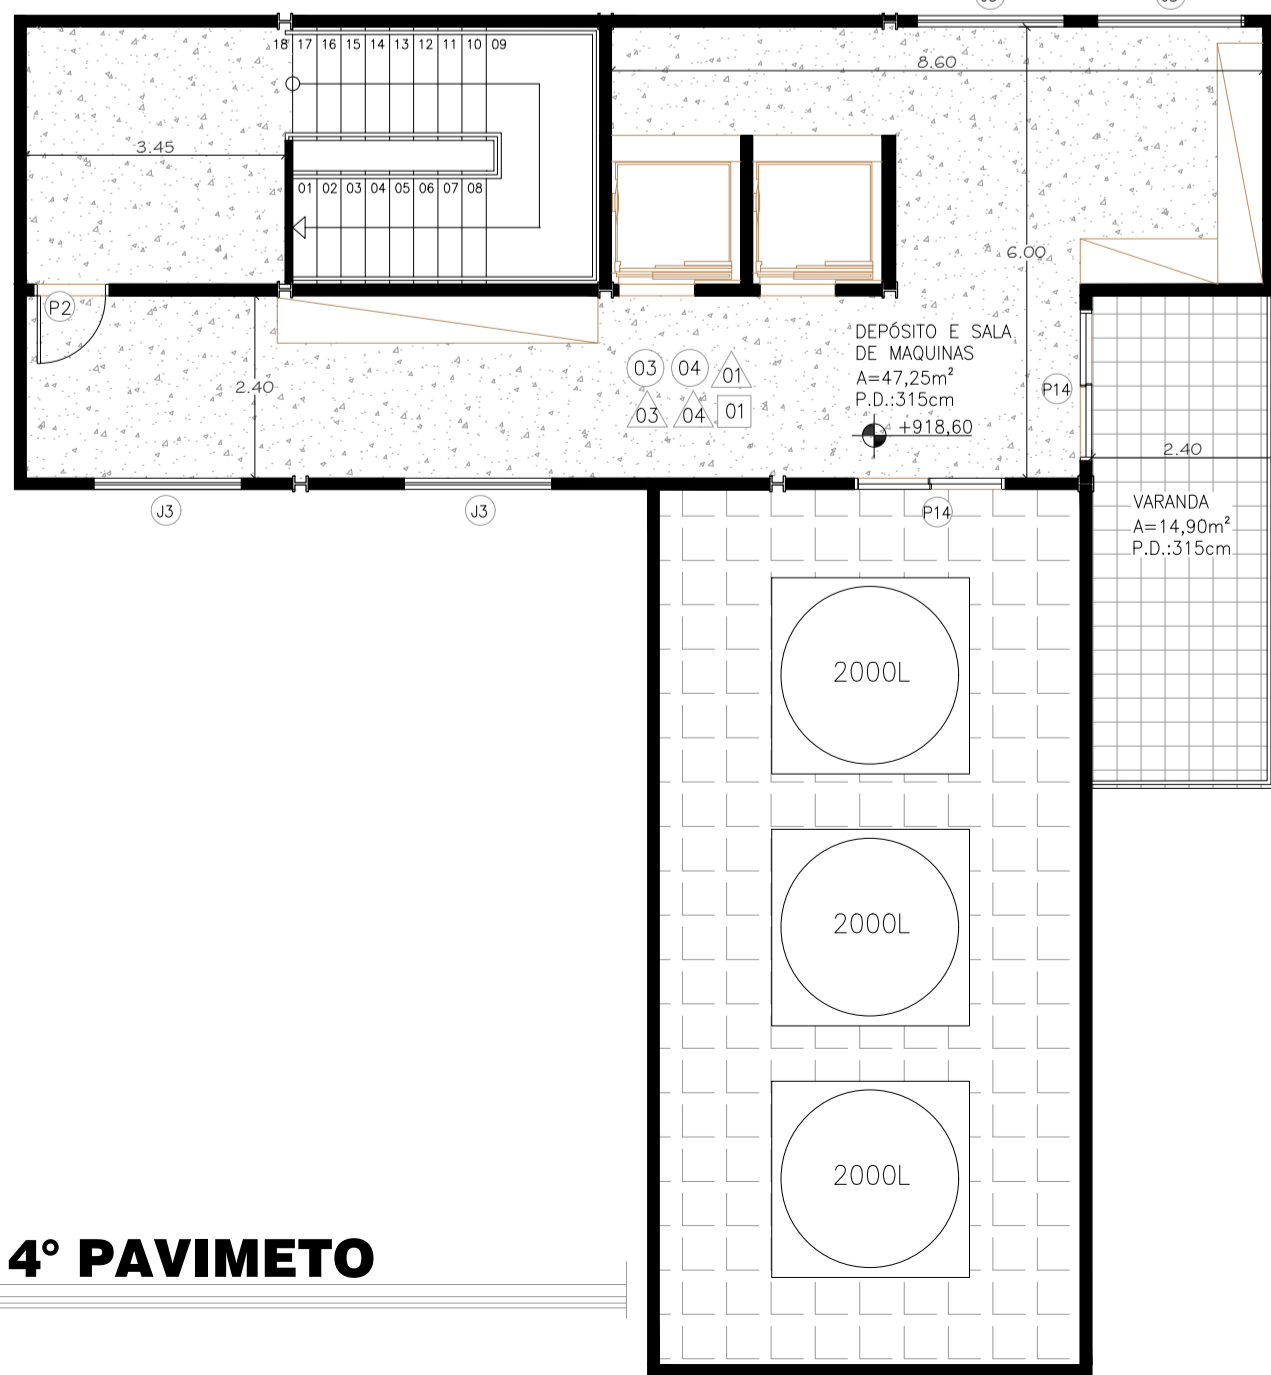 18 17 16 15 14 13 12 11 10 09
8.60
3.45
01 02 03 04 05 06 07 08
6.00
P2
DEPÓSITO E SALA
DE MAQUINAS
A=47,25m²
P.D.:315cm
+918,60
03 04 01
03 04 01
2.40
P14
2.40
J3
J3
P14
VARANDA
A=14,90m²
P.D.:315cm
2000L
2000L
2000L
4° PAVIMETO